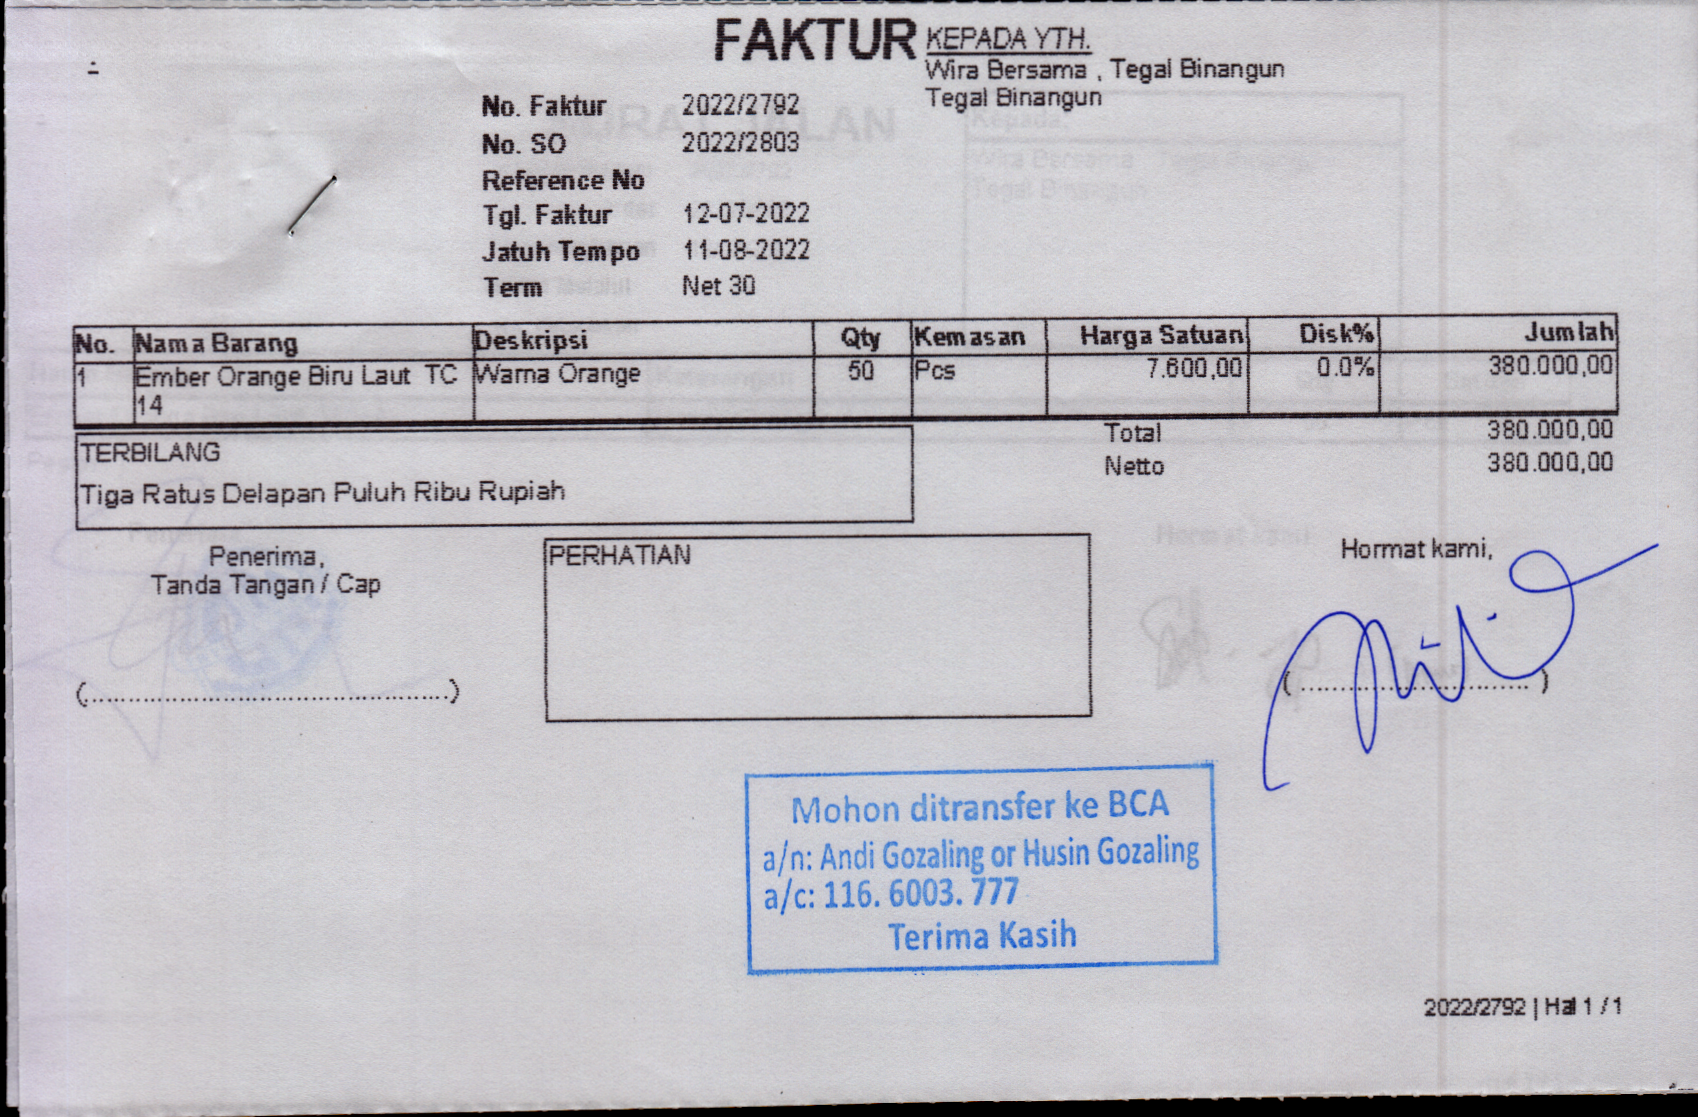 FAKTUR
KEPADA YTH.
Wira Bersama , Tegal Binangun
Tegal Binangun
No. Faktur 2022/2792
No. SO 2022/2803
Reference No
Tgl. Faktur 12-07-2022
Jatuh Tempo 11-08-2022
Term Net 30
No. Nama Barang Deskripsi Qty Kemasan Harga Satuan Disk% Jumlah
1 Ember Orange Biru Laut TC Warna Orange 50 Pcs 7.600,00 0.0% 380.000,00
14
Total 380.000,00
Netto 380.000,00
TERBILANG
Tiga Ratus Delapan Puluh Ribu Rupiah
Penerima,
Tanda Tangan / Cap
PERHATIAN
Hormat kami,
(..................................................)
(.................................)
Mohon ditransfer ke BCA
a/n: Andi Gozaling or Husin Gozaling
a/c: 116. 6003. 777
Terima Kasih
2022/2792 | Hal 1 / 1